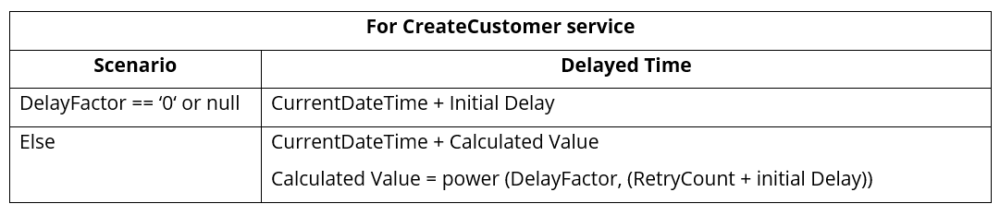 For CreateCustomer service
Scenario
Delayed Time
DelayFactor == ‘0‘ or null
CurrentDateTime + Initial Delay
Else
CurrentDateTime + Calculated Value
Calculated Value = power (DelayFactor, (RetryCount + initial Delay))